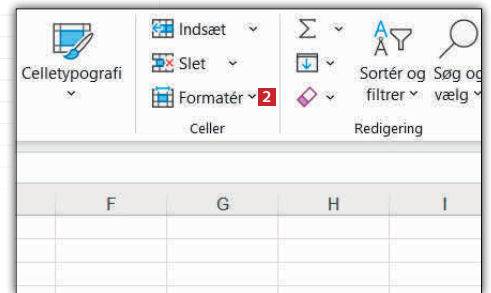 Indsæt
Slet
Formatér 2
Celler
Celletypografi
A
Å
Sortér og
filtrer
Søg og
vælg
Redigering
F G H I